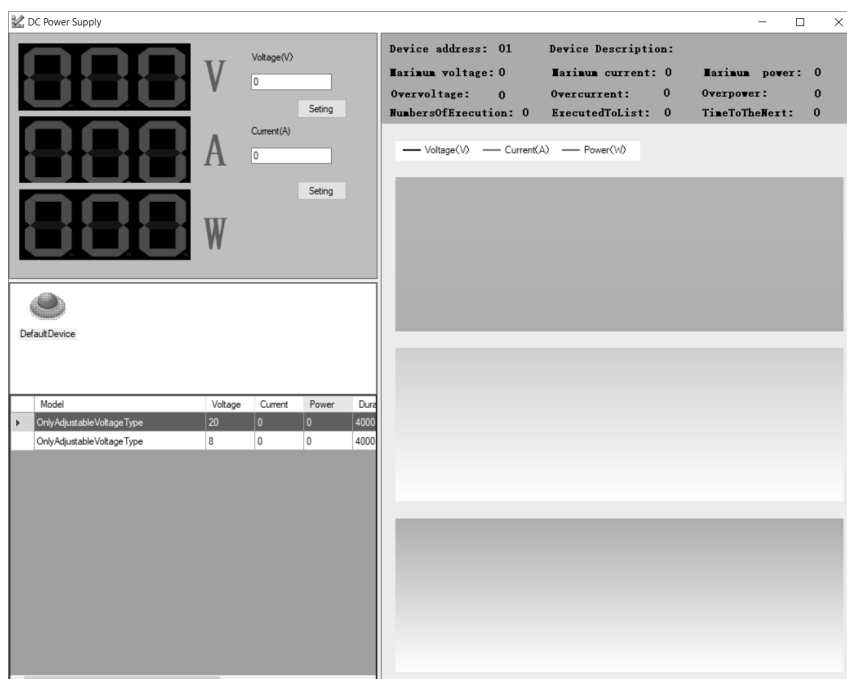 DC Power Supply
V
Voltage(V)
0
Seting
A
Current(A)
0
Seting
W
DefaultDevice
Model Voltage Current Power Dura
OnlyAdjustableVoltageType 20 0 0 4000
OnlyAdjustableVoltageType 8 0 0 4000
Device address: 01 Device Description:
Maximum voltage: 0 Maximum current: 0 Maximum power: 0
Overvoltage: 0 Overcurrent: 0 Overpower: 0
NumbersOfExecution: 0 ExecutedToList: 0 TimeToTheNext: 0
Voltage(V) Current(A) Power(W)